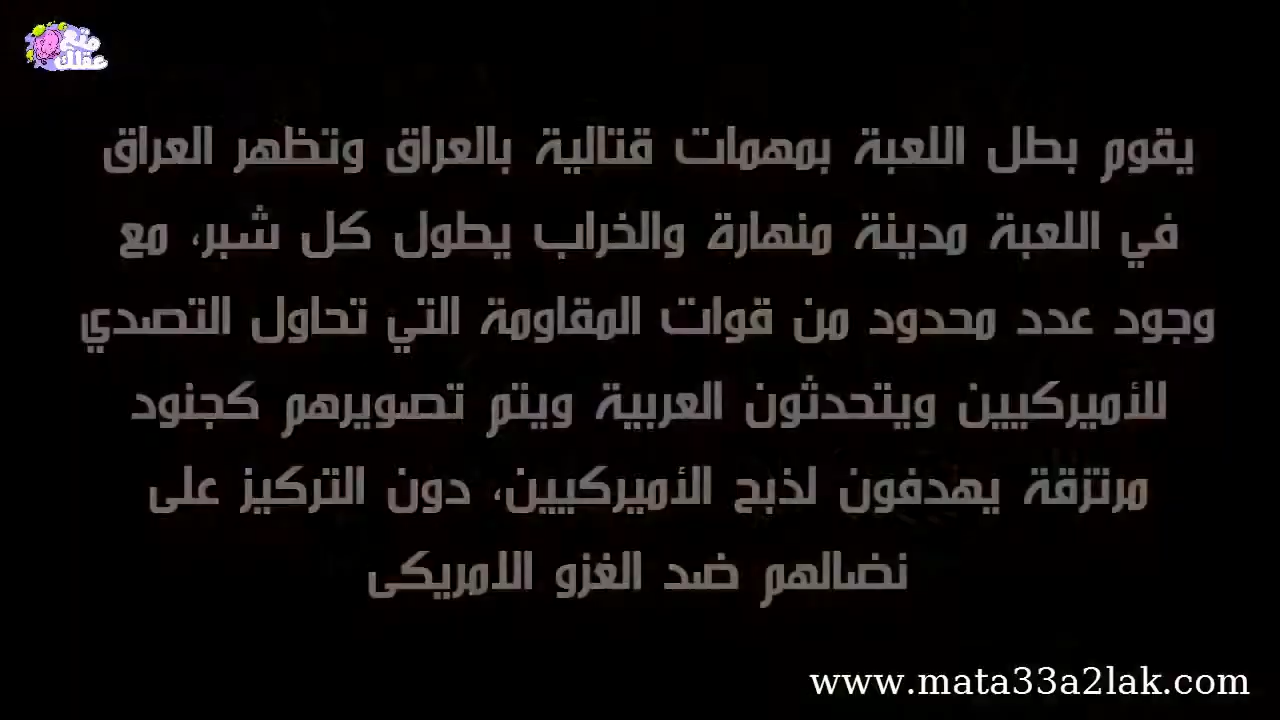 متع
عقلك
يقوم بطل اللعبة بمهمات قتالية بالعراق وتظهر العراق
في اللعبة مدينة منهارة والخراب يطول كل شبر، مع
وجود عدد محدود من قوات المقاومة التي تحاول التصدي
للأميركيين ويتحدثون العربية ويتم تصويرهم كجنود
مرتزقة يهدفون لذبح الأميركيين، دون التركيز على
نضالهم ضد الغزو الامريكى
www.mata33a2lak.com